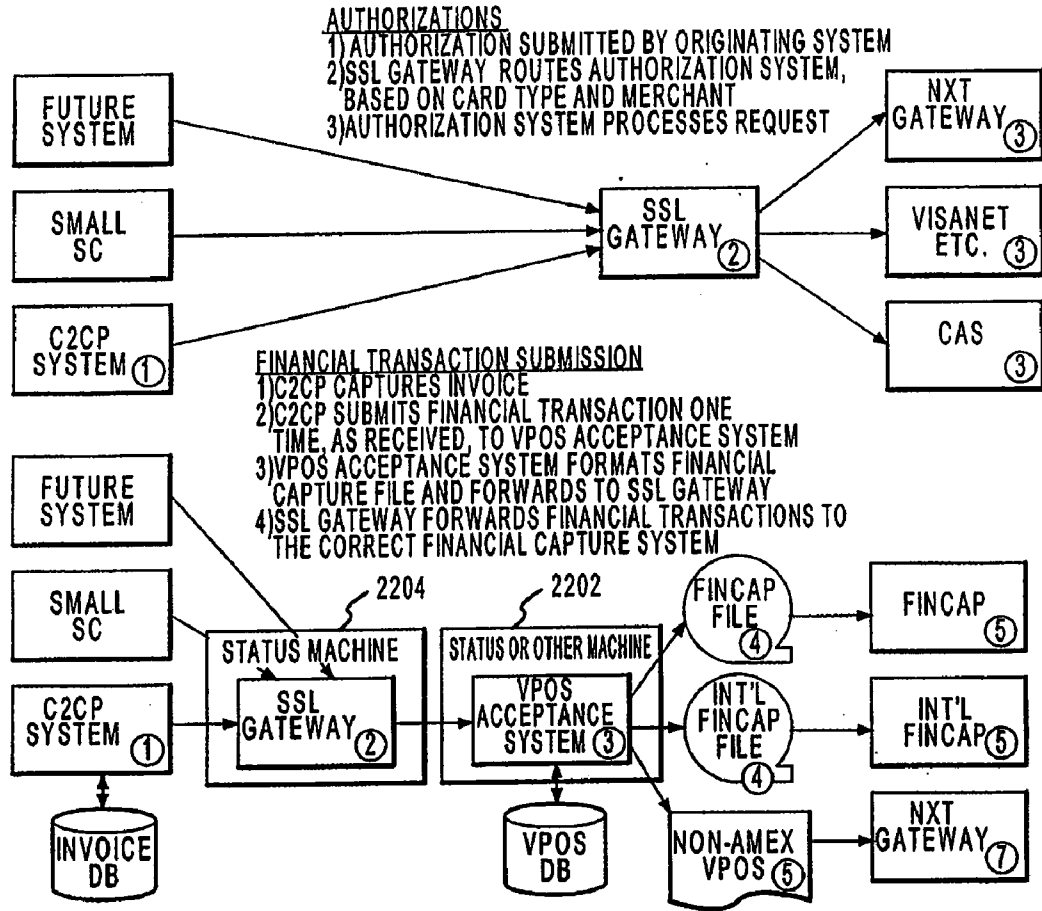 AUTHORIZATIONS
1)AUTHORIZATION SUBMITTED BY ORIGINATING SYSTEM
2)SSL GATEWAY ROUTES AUTHORIZATION SYSTEM,
BASED ON CARD TYPE AND MERCHANT
3)AUTHORIZATION SYSTEM PROCESSES REQUEST
FUTURE
SYSTEM
SMALL
SC
C2CP
SYSTEM 1
SSL
GATEWAY 2
NXT
GATEWAY 3
VISANET
ETC. 3
CAS
3
FINANCIAL TRANSACTION SUBMISSION
1)C2CP CAPTURES INVOICE
2)C2CP SUBMITS FINANCIAL TRANSACTION ONE
TIME, AS RECEIVED, TO VPOS ACCEPTANCE SYSTEM
3)VPOS ACCEPTANCE SYSTEM FORMATS FINANCIAL
CAPTURE FILE AND FORWARDS TO SSL GATEWAY
4)SSL GATEWAY FORWARDS FINANCIAL TRANSACTIONS TO
THE CORRECT FINANCIAL CAPTURE SYSTEM
FUTURE
SYSTEM
SMALL
SC
C2CP
SYSTEM 1
INVOICE
DB
2204
STATUS MACHINE
SSL
GATEWAY 2
2202
STATUS OR OTHER MACHINE
VPOS
ACCEPTANCE
SYSTEM 3
VPOS
DB
FINCAP
FILE
4
INT'L
FINCAP
FILE
4
NON-AMEX
VPOS 5
FINCAP
5
INT'L
FINCAP 5
NXT
GATEWAY
7